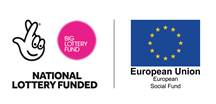 BIG
LOTTERY
FUND
NATIONAL
LOTTERY FUNDED
European Union
European
Social Fund